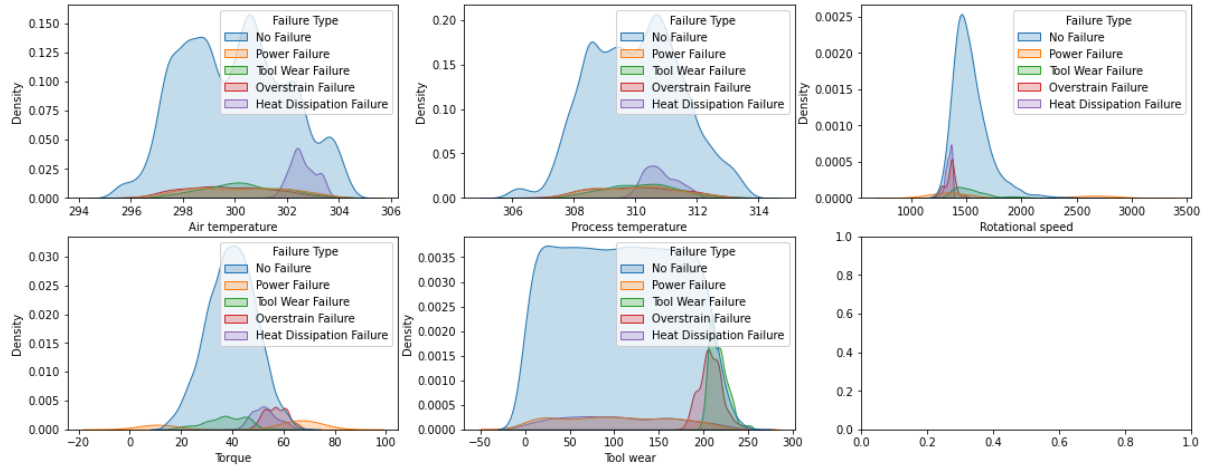 0.150
0.125
0.100
0.075
0.050
0.025
0.000
Density
294 296 298 300 302 304 306
Air temperature
Failure Type
No Failure
Power Failure
Tool Wear Failure
Overstrain Failure
Heat Dissipation Failure
0.20
0.15
0.10
0.05
0.00
Density
306 308 310 312 314
Process temperature
Failure Type
No Failure
Power Failure
Tool Wear Failure
Overstrain Failure
Heat Dissipation Failure
0.0025
0.0020
0.0015
0.0010
0.0005
0.0000
Density
1000 1500 2000 2500 3000 3500
Rotational speed
Failure Type
No Failure
Power Failure
Tool Wear Failure
Overstrain Failure
Heat Dissipation Failure
0.030
0.025
0.020
0.015
0.010
0.005
0.000
Density
−20 0 20 40 60 80 100
Torque
Failure Type
No Failure
Power Failure
Tool Wear Failure
Overstrain Failure
Heat Dissipation Failure
0.0035
0.0030
0.0025
0.0020
0.0015
0.0010
0.0005
0.0000
Density
−50 0 50 100 150 200 250 300
Tool wear
Failure Type
No Failure
Power Failure
Tool Wear Failure
Overstrain Failure
Heat Dissipation Failure
1.0
0.8
0.6
0.4
0.2
0.0
0.0 0.2 0.4 0.6 0.8 1.0